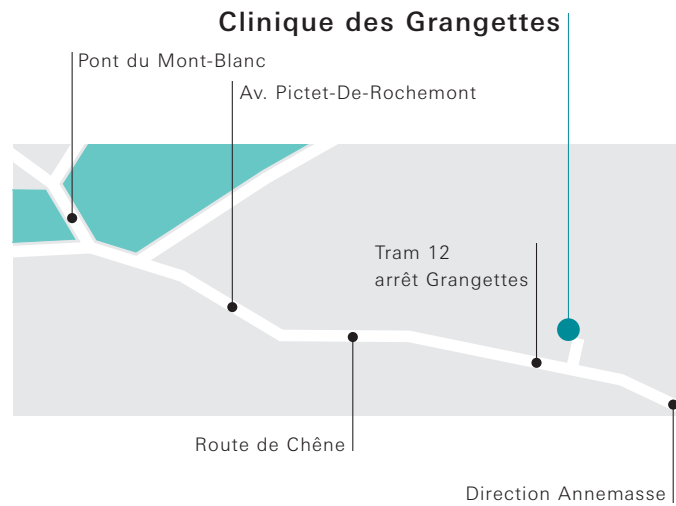 Clinique des Grangettes
Pont du Mont-Blanc
Av. Pictet-De-Rochemont
Tram 12
arrêt Grangettes
Route de Chêne
Direction Annemasse